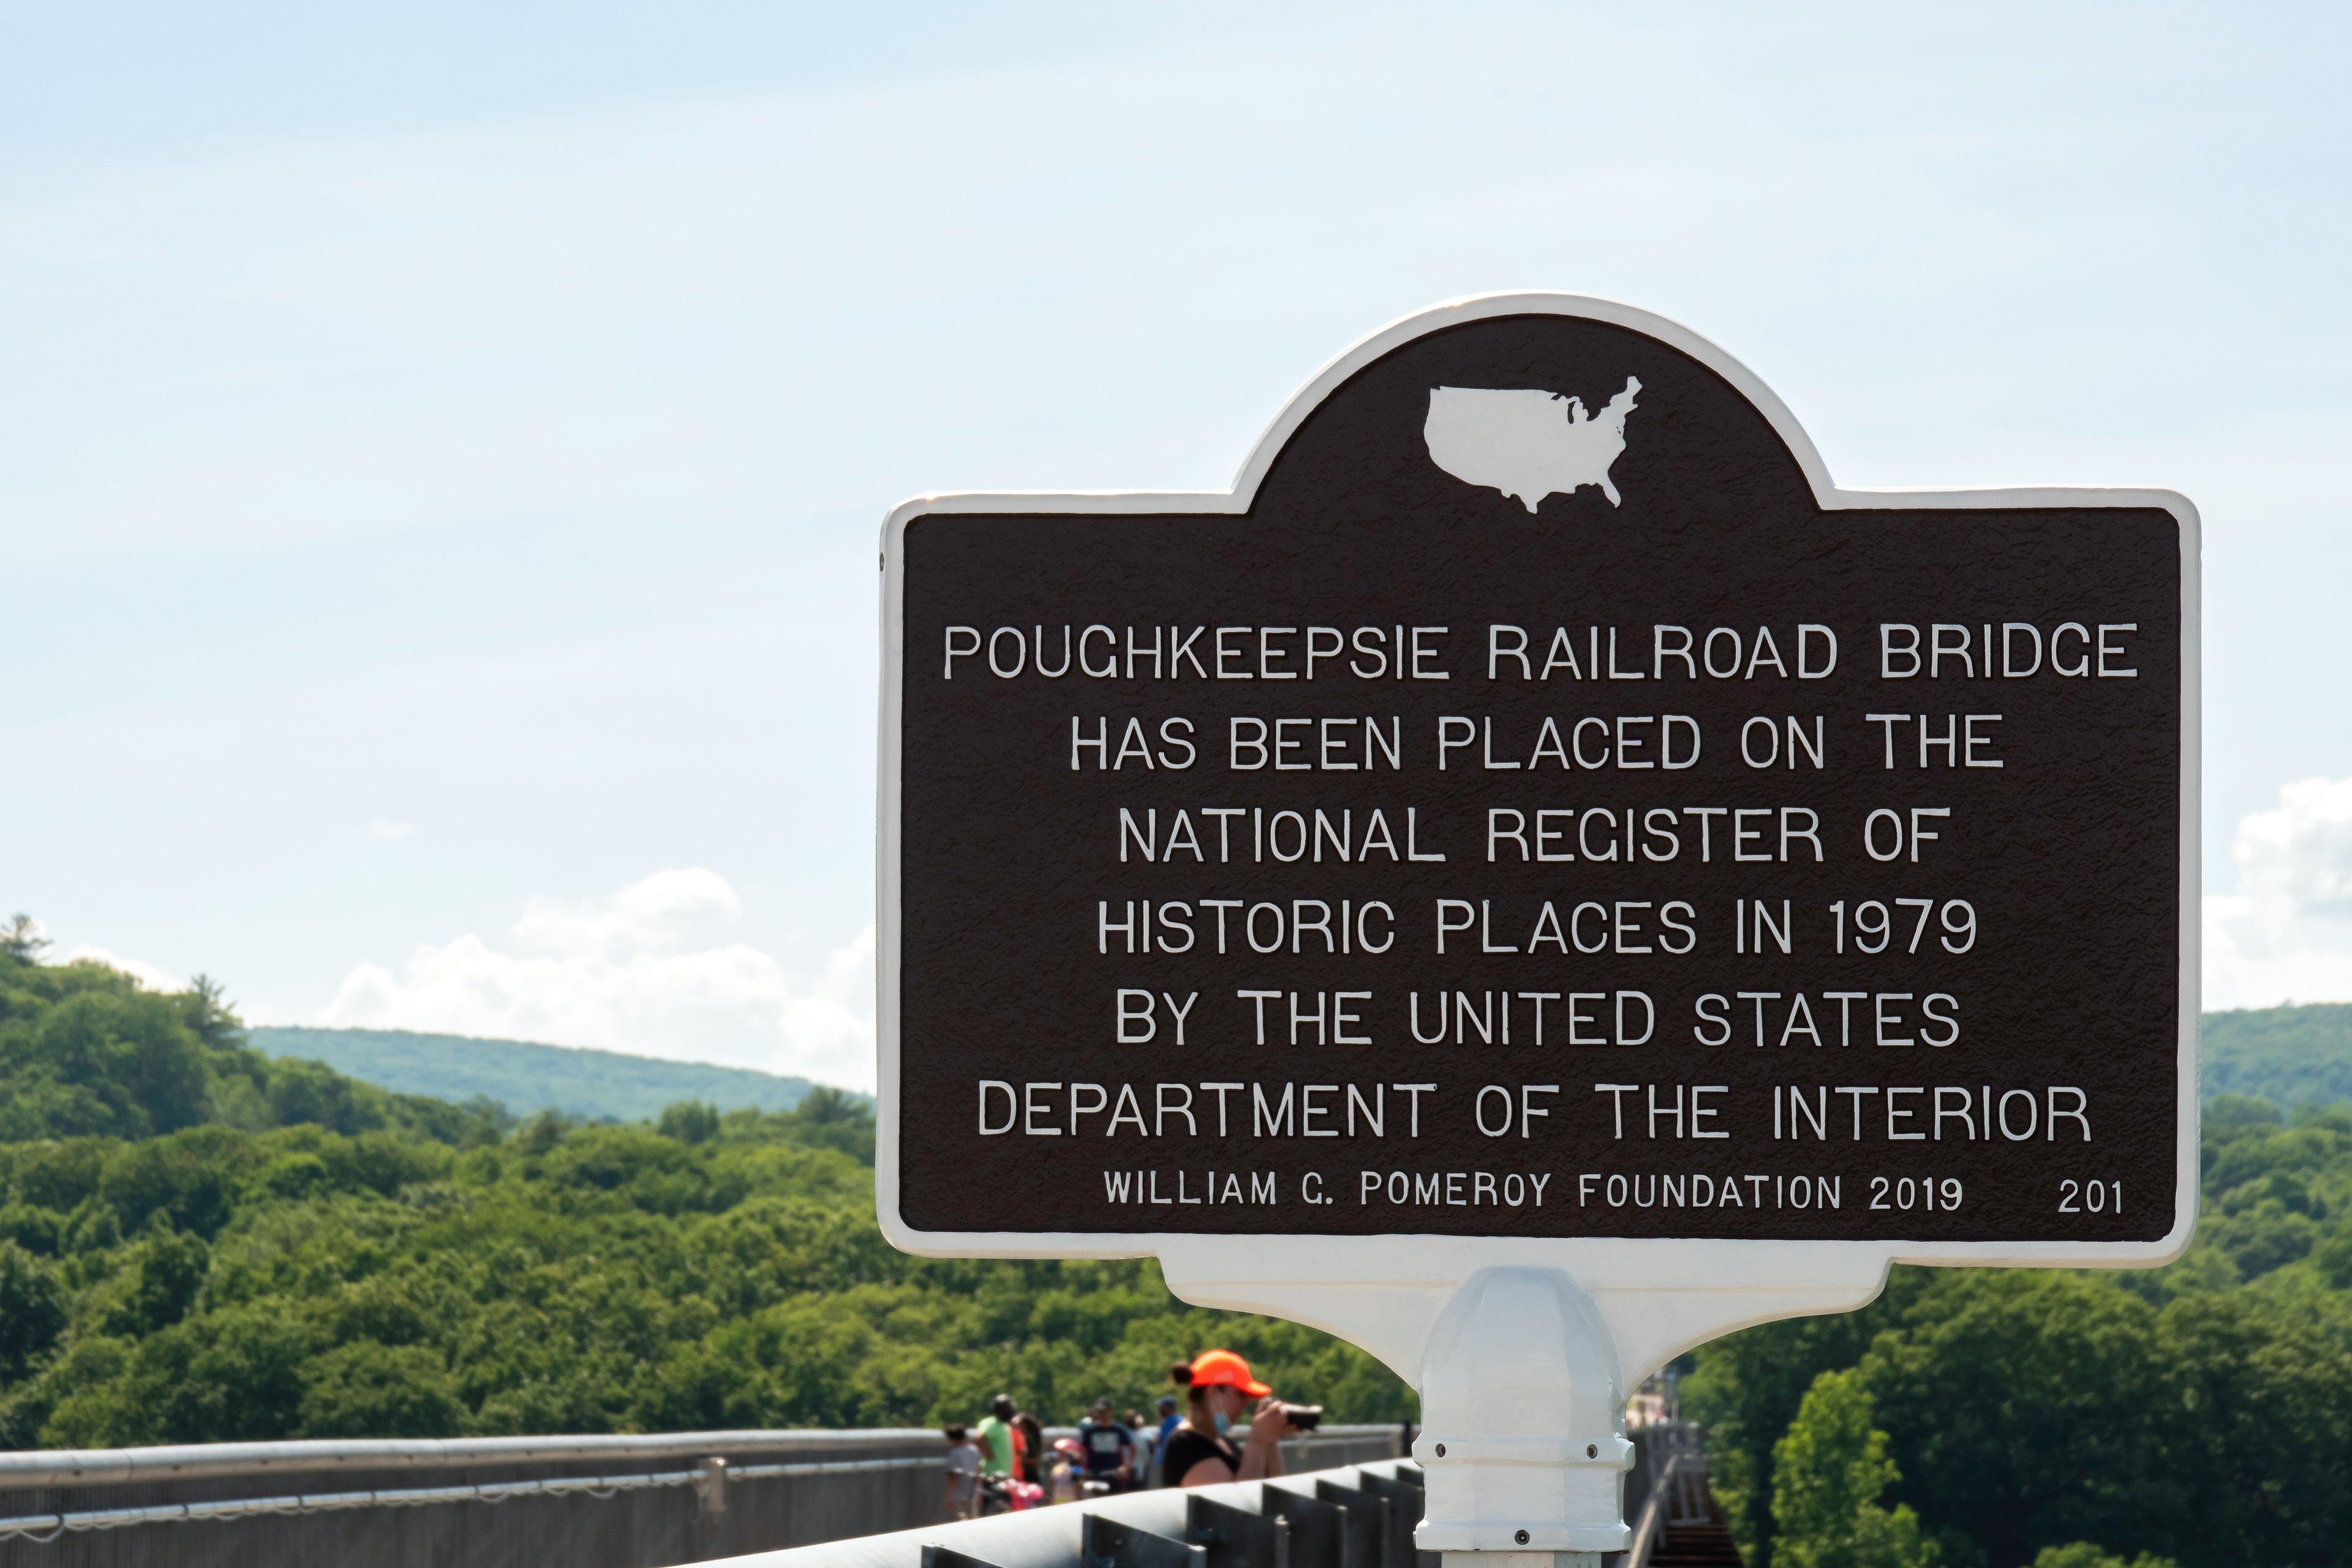 POUGHKEEPSIE RAILROAD BRIDGE
HAS BEEN PLACED ON THE
NATIONAL REGISTER OF
HISTORIC PLACES IN 1979
BY THE UNITED STATES
DEPARTMENT OF THE INTERIOR
WILLIAM G. POMEROY FOUNDATION 2019 201